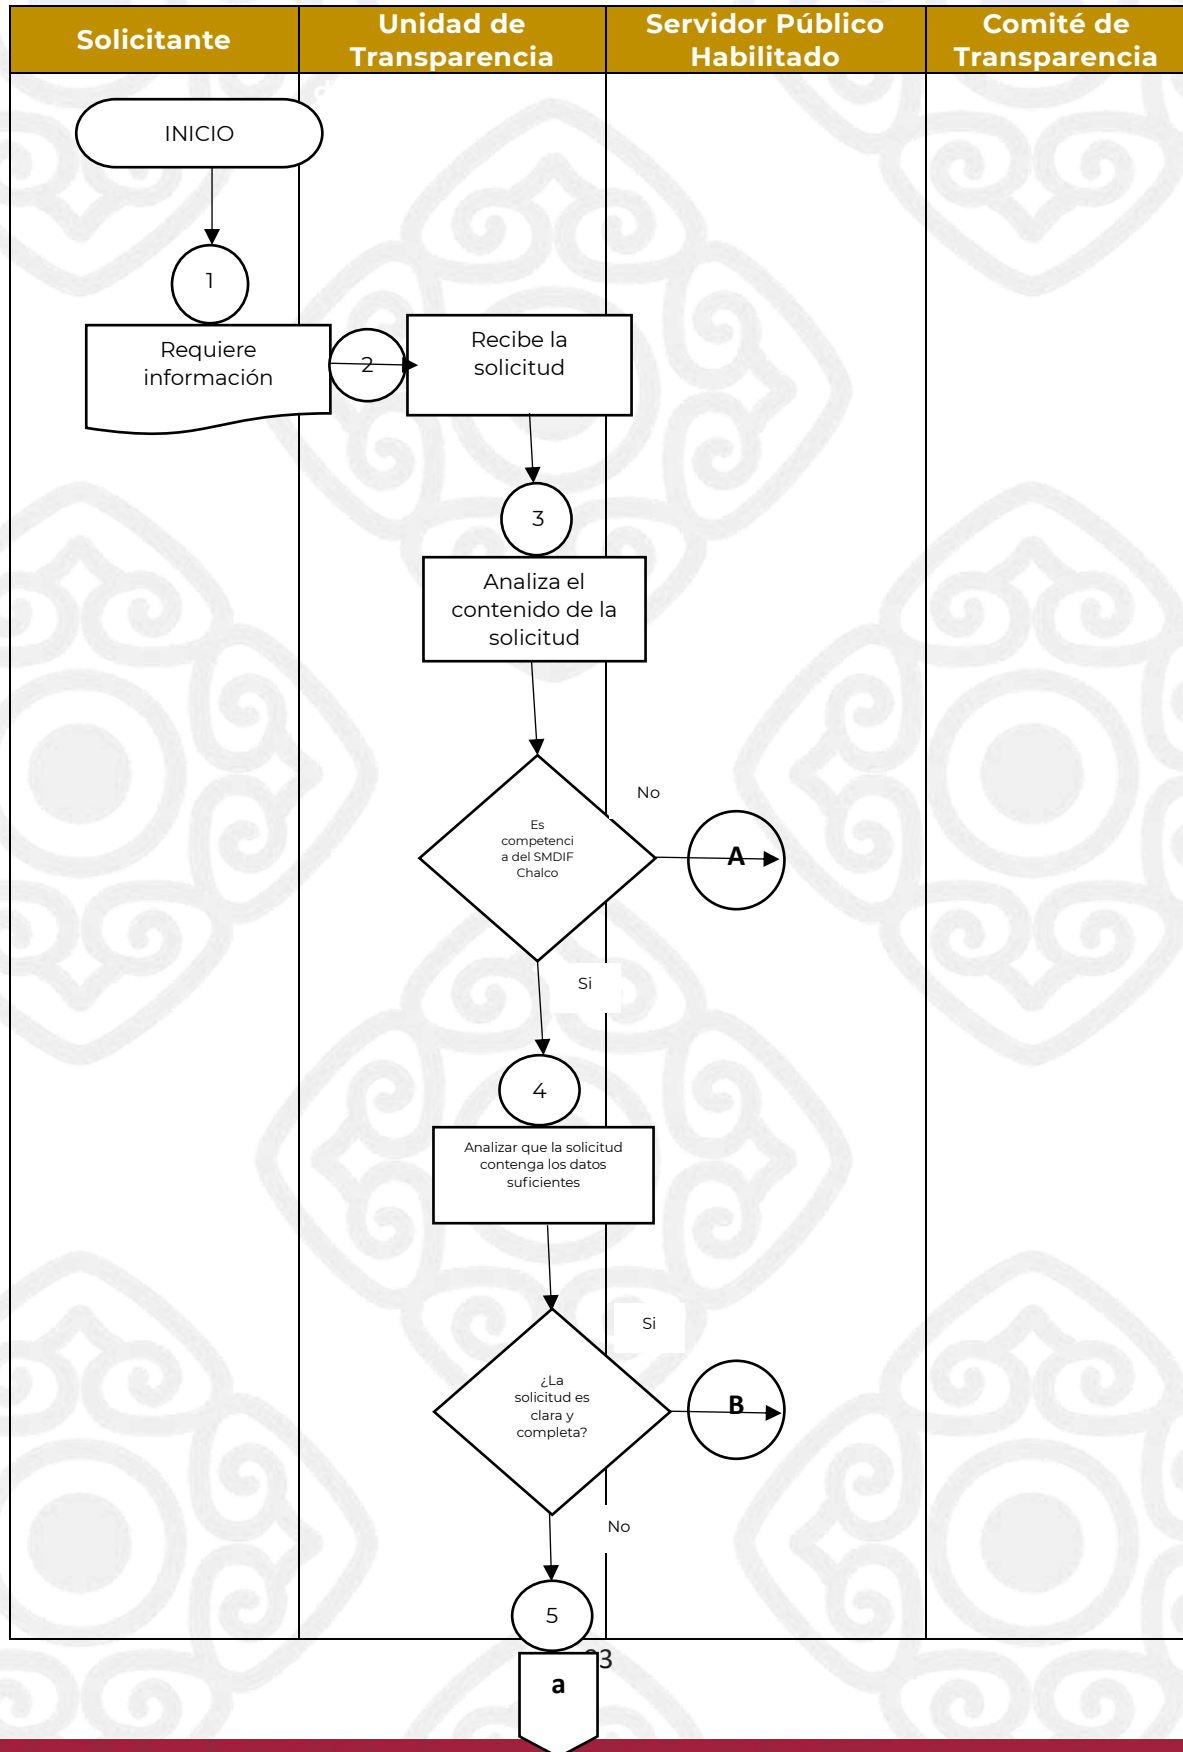 Solicitante
Unidad de
Transparencia
Servidor Público
Habilitado
Comité de
Transparencia
INICIO
1
Requiere
información
2
Recibe la
solicitud
3
Analiza el
contenido de la
solicitud
Es
competenci
a del SMDIF
Chalco
No
A
Si
4
Analizar que la solicitud
contenga los datos
suficientes
Si
¿La
solicitud es
clara y
completa?
B
No
5
a